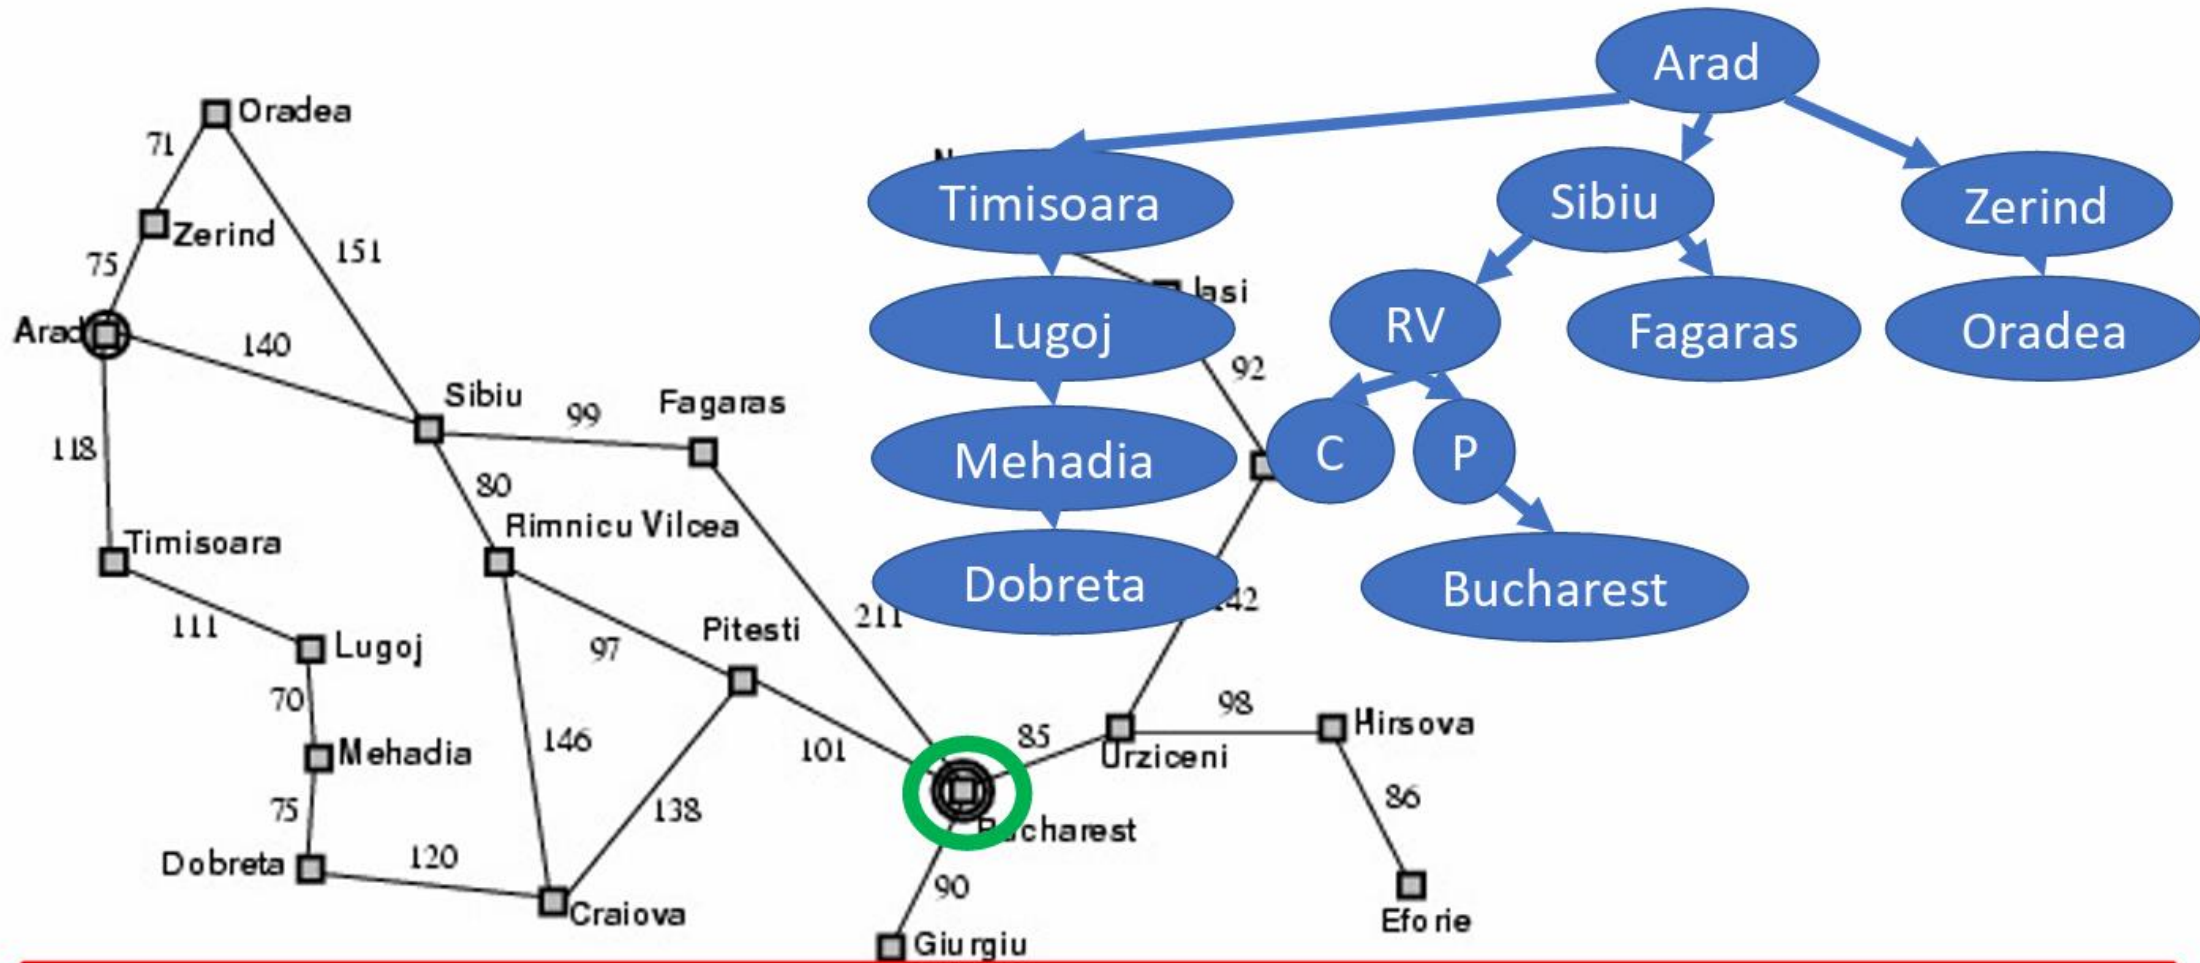 Oradea
71
Zerind
75
151
Arad
140
118
Sibiu
99
Fagaras
80
Rimnicu Vilcea
Timisoara
111
Lugoj
70
Mehadia
75
Dobreta
120
Craiova
146
97
Pitesti
138
101
211
85
Bucharest
90
Giurgiu
Urziceni
98
Hirsova
86
Eforie
Iasi
92
Arad
Timisoara
Sibiu
Zerind
Lugoj
RV
Fagaras
Oradea
Mehadia
C
P
Dobreta
Bucharest